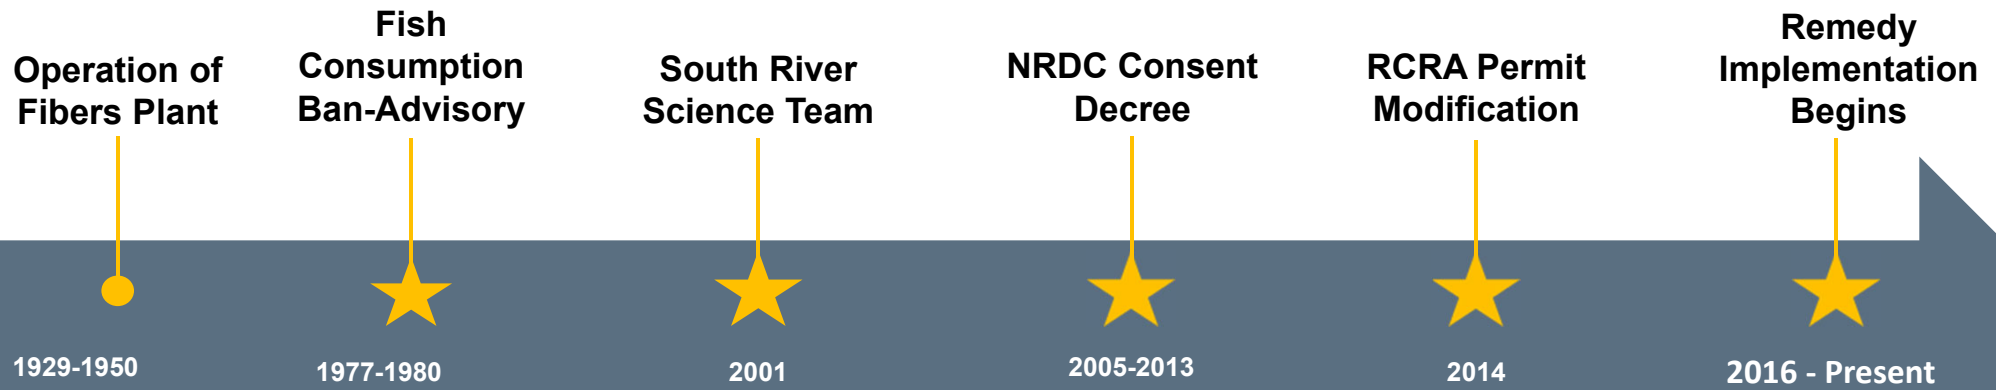 Operation of
Fibers Plant
1929-1950
Fish
Consumption
Ban-Advisory
1977-1980
South River
Science Team
2001
NRDC Consent
Decree
2005-2013
RCRA Permit
Modification
2014
Remedy
Implementation
Begins
2016 - Present